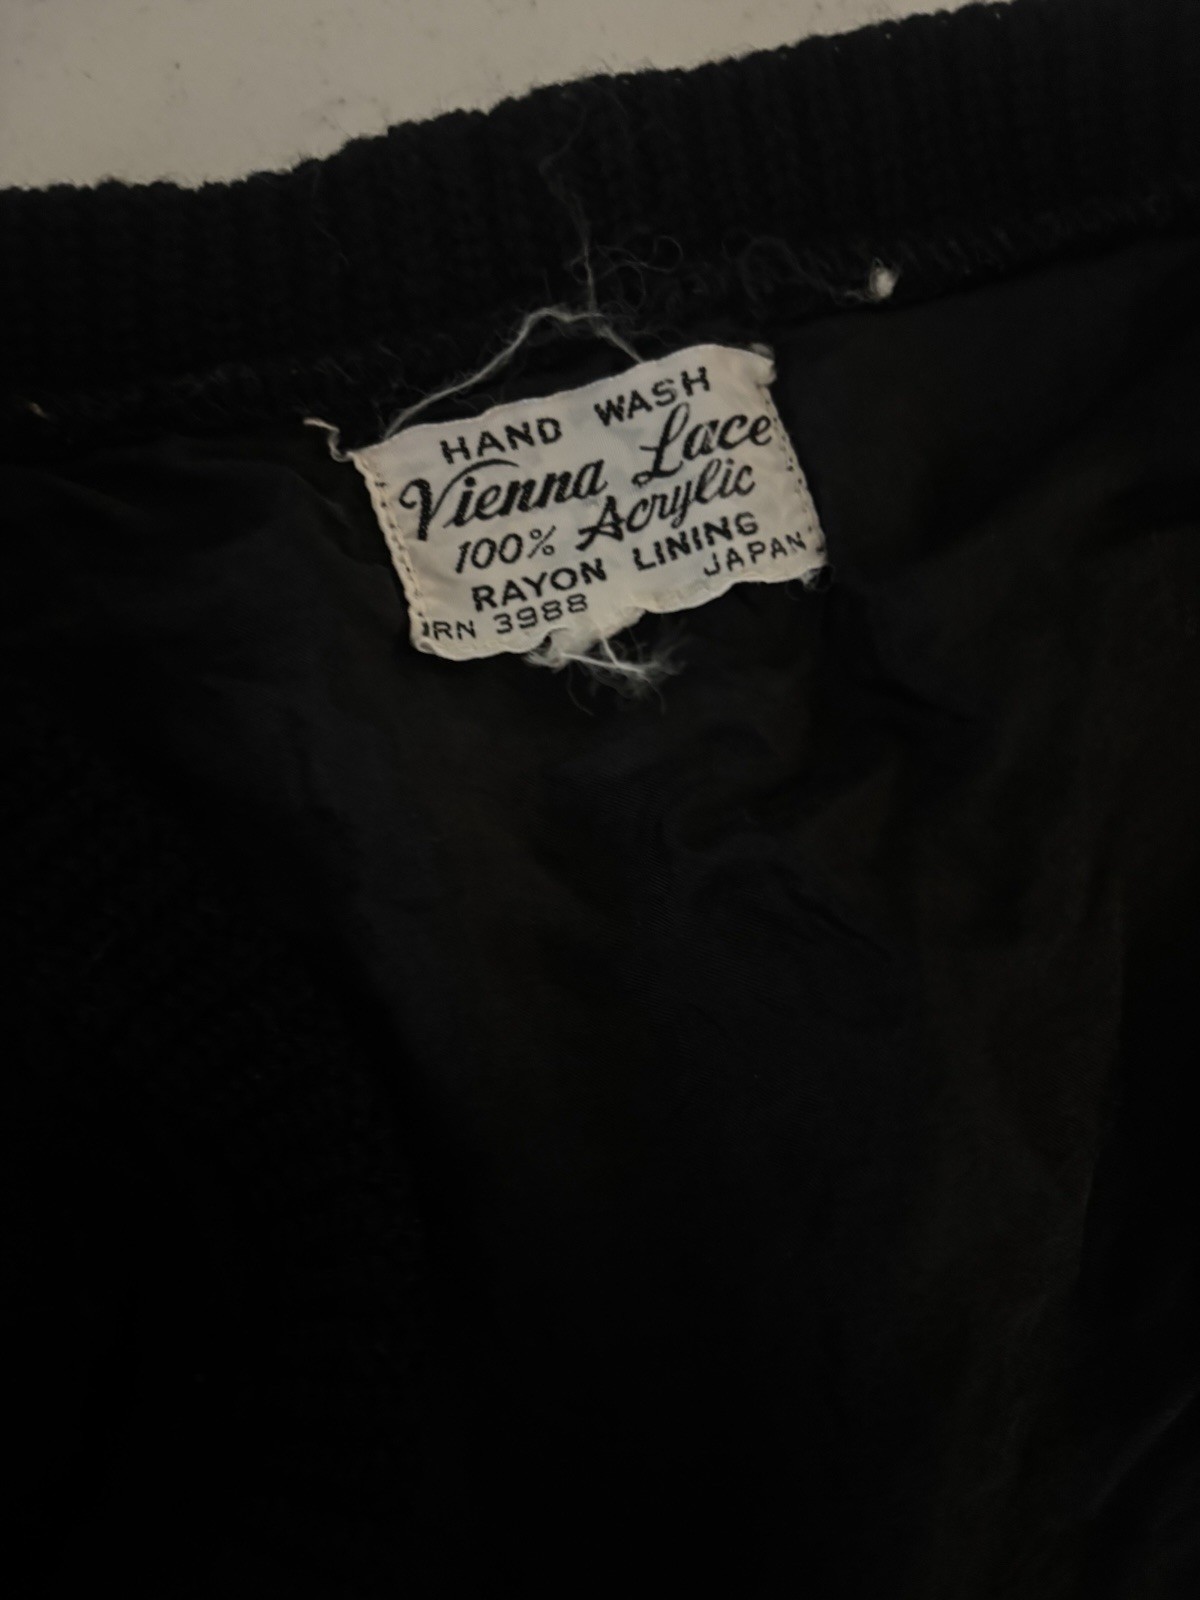 HAND WASH
Vienna Lace
100% Acrylic
RAYON LINING
RN 3988 JAPAN